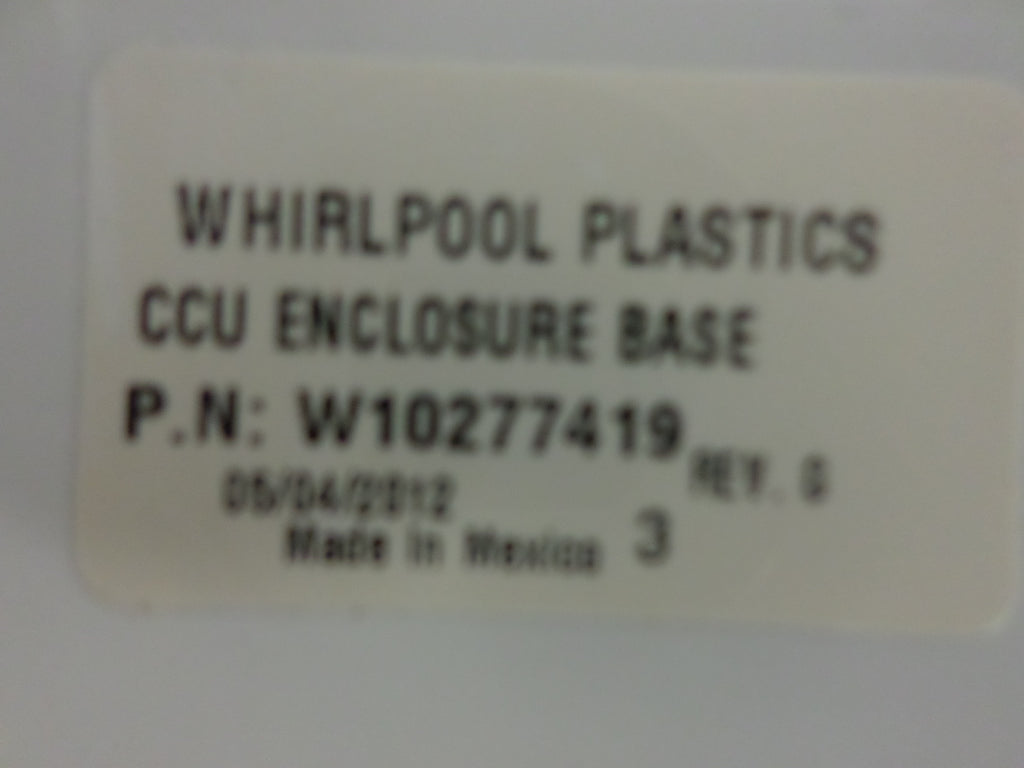 WHIRLPOOL PLASTICS
CCU ENCLOSURE BASE
P.N: W10277419 REV. G
05/04/2012
Made in Mexico 3